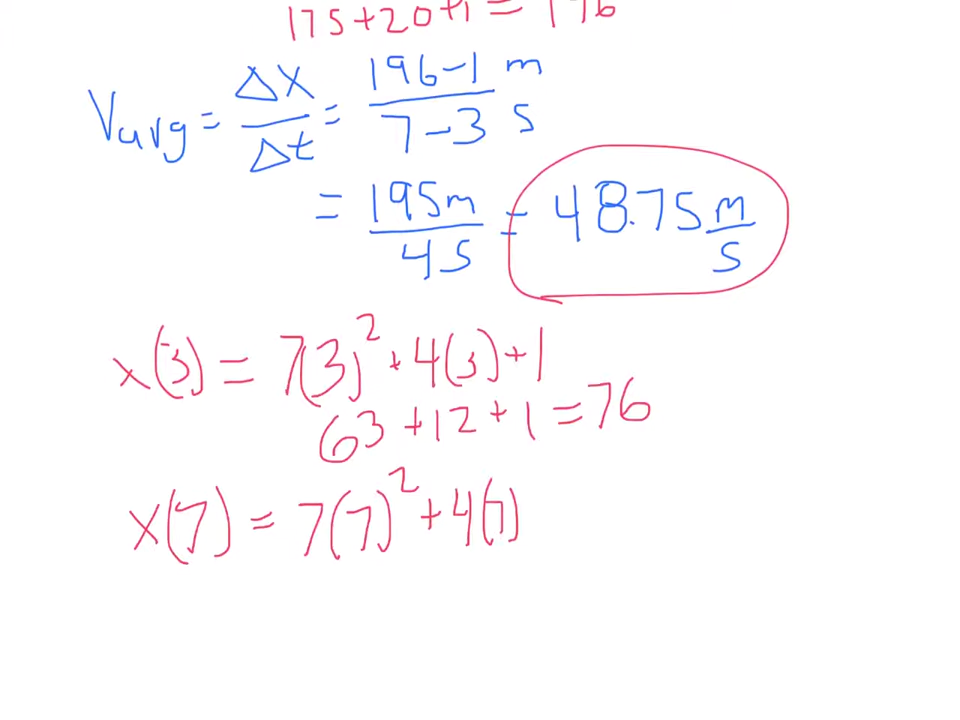 175+20+1 = 196
Vavg = Δx/Δt = 196-1 m / 7-3 s
= 195m/4s = 48.75 m/s
x(3) = 7(3)² + 4(3) + 1
63 + 12 + 1 = 76
x(7) = 7(7)² + 4(7)